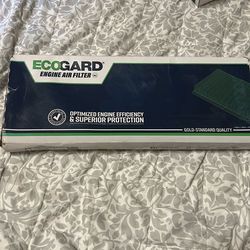 ECOGARD
ENGINE AIR FILTER
OPTIMIZED ENGINE EFFICIENCY
& SUPERIOR PROTECTION
GOLD-STANDARD QUALITY